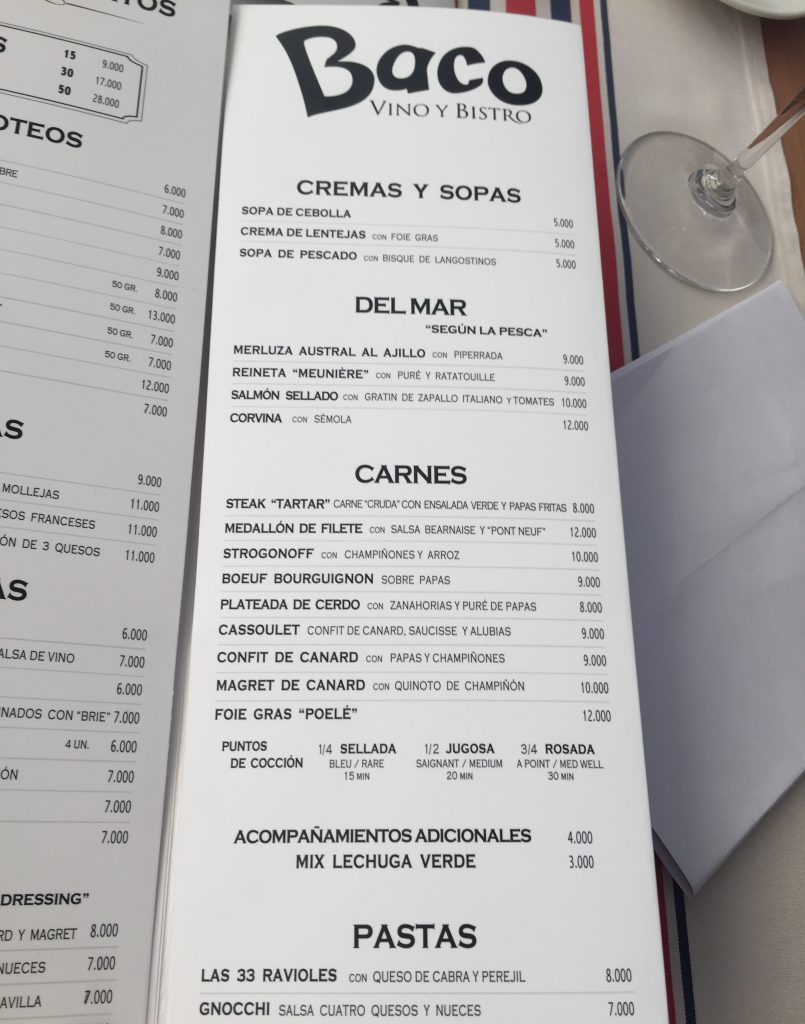 TOS
S 15 9.000
30 17.000
50 28.000
OTEOS
BRE 6.000
7.000
8.000
7.000
9.000
50 GR. 8.000
50 GR. 13.000
50 GR. 7.000
50 GR. 7.000
12.000
7.000
AS
9.000
MOLLEJAS 11.000
ESOS FRANCESES 11.000
ÓN DE 3 QUESOS 11.000
AS
6.000
ALSA DE VINO 7.000
6.000
INADOS CON “BRIE” 7.000
4 UN. 6.000
ÓN 7.000
7.000
7.000
DRESSING”
RD Y MAGRET 8.000
NUECES 7.000
AVILLA 7.000
Baco
VINO Y BISTRO
CREMAS Y SOPAS
SOPA DE CEBOLLA 5.000
CREMA DE LENTEJAS CON FOIE GRAS 5.000
SOPA DE PESCADO CON BISQUE DE LANGOSTINOS 5.000
DEL MAR
“SEGÚN LA PESCA”
MERLUZA AUSTRAL AL AJILLO CON PIPERRADA 9.000
REINETA “MEUNIÈRE” CON PURÉ Y RATATOUILLE 9.000
SALMÓN SELLADO CON GRATIN DE ZAPALLO ITALIANO Y TOMATES 10.000
CORVINA CON SÉMOLA 12.000
CARNES
STEAK “TARTAR” CARNE “CRUDA” CON ENSALADA VERDE Y PAPAS FRITAS 8.000
MEDALLÓN DE FILETE CON SALSA BEARNAISE Y “PONT NEUF” 12.000
STROGONOFF CON CHAMPIÑONES Y ARROZ 10.000
BOEUF BOURGUIGNON SOBRE PAPAS 9.000
PLATEADA DE CERDO CON ZANAHORIAS Y PURÉ DE PAPAS 8.000
CASSOULET CONFIT DE CANARD, SAUCISSE Y ALUBIAS 9.000
CONFIT DE CANARD CON PAPAS Y CHAMPIÑONES 9.000
MAGRET DE CANARD CON QUINOTO DE CHAMPIÑÓN 10.000
FOIE GRAS “POELÉ” 12.000
PUNTOS 1/4 SELLADA 1/2 JUGOSA 3/4 ROSADA
DE COCCIÓN BLEU / RARE SAIGNANT / MEDIUM A POINT / MED WELL
15 MIN 20 MIN 30 MIN
ACOMPAÑAMIENTOS ADICIONALES 4.000
MIX LECHUGA VERDE 3.000
PASTAS
LAS 33 RAVIOLES CON QUESO DE CABRA Y PEREJIL 8.000
GNOCCHI SALSA CUATRO QUESOS Y NUECES 7.000